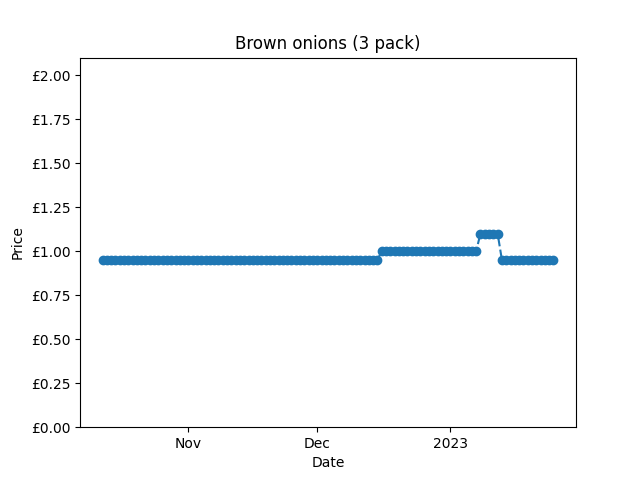 Brown onions (3 pack)
£2.00
£1.75
£1.50
£1.25
£1.00
£0.75
£0.50
£0.25
£0.00
Price
Nov Dec 2023
Date